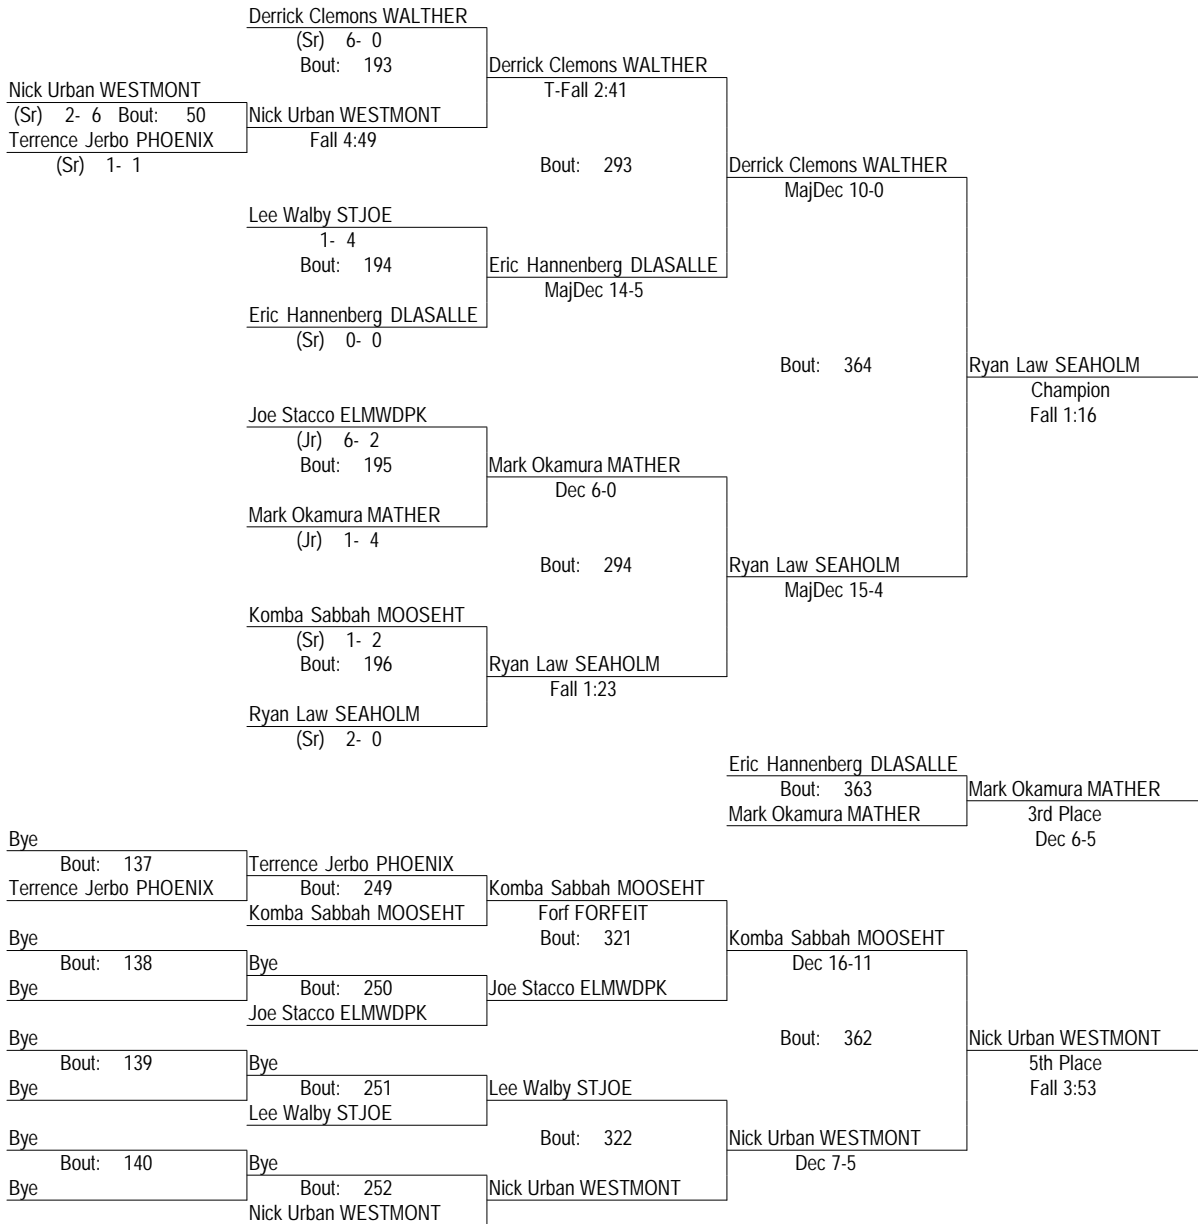 Derrick Clemons WALTHER
(Sr) 6- 0
Bout: 193
Derrick Clemons WALTHER
T-Fall 2:41
Nick Urban WESTMONT
(Sr) 2- 6 Bout: 50
Nick Urban WESTMONT
Terrence Jerbo PHOENIX
Fall 4:49
(Sr) 1- 1
Bout: 293
Derrick Clemons WALTHER
MajDec 10-0
Lee Walby STJOE
1- 4
Bout: 194
Eric Hannenberg DLASALLE
MajDec 14-5
Eric Hannenberg DLASALLE
(Sr) 0- 0
Bout: 364
Ryan Law SEAHOLM
Champion
Fall 1:16
Joe Stacco ELMWDPK
(Jr) 6- 2
Bout: 195
Mark Okamura MATHER
Dec 6-0
Mark Okamura MATHER
(Jr) 1- 4
Bout: 294
Ryan Law SEAHOLM
MajDec 15-4
Komba Sabbah MOOSEHT
(Sr) 1- 2
Bout: 196
Ryan Law SEAHOLM
Fall 1:23
Ryan Law SEAHOLM
(Sr) 2- 0
Eric Hannenberg DLASALLE
Bout: 363
Mark Okamura MATHER
Mark Okamura MATHER
3rd Place
Dec 6-5
Bye
Bout: 137
Terrence Jerbo PHOENIX
Terrence Jerbo PHOENIX
Bout: 249
Komba Sabbah MOOSEHT
Komba Sabbah MOOSEHT
Forf FORFEIT
Bye
Bout: 321
Komba Sabbah MOOSEHT
Bout: 138
Bye
Dec 16-11
Bye
Bout: 250
Joe Stacco ELMWDPK
Joe Stacco ELMWDPK
Bye
Bout: 362
Nick Urban WESTMONT
Bout: 139
Bye
5th Place
Bye
Bout: 251
Lee Walby STJOE
Fall 3:53
Lee Walby STJOE
Bye
Bout: 322
Nick Urban WESTMONT
Bout: 140
Bye
Dec 7-5
Bye
Bout: 252
Nick Urban WESTMONT
Nick Urban WESTMONT